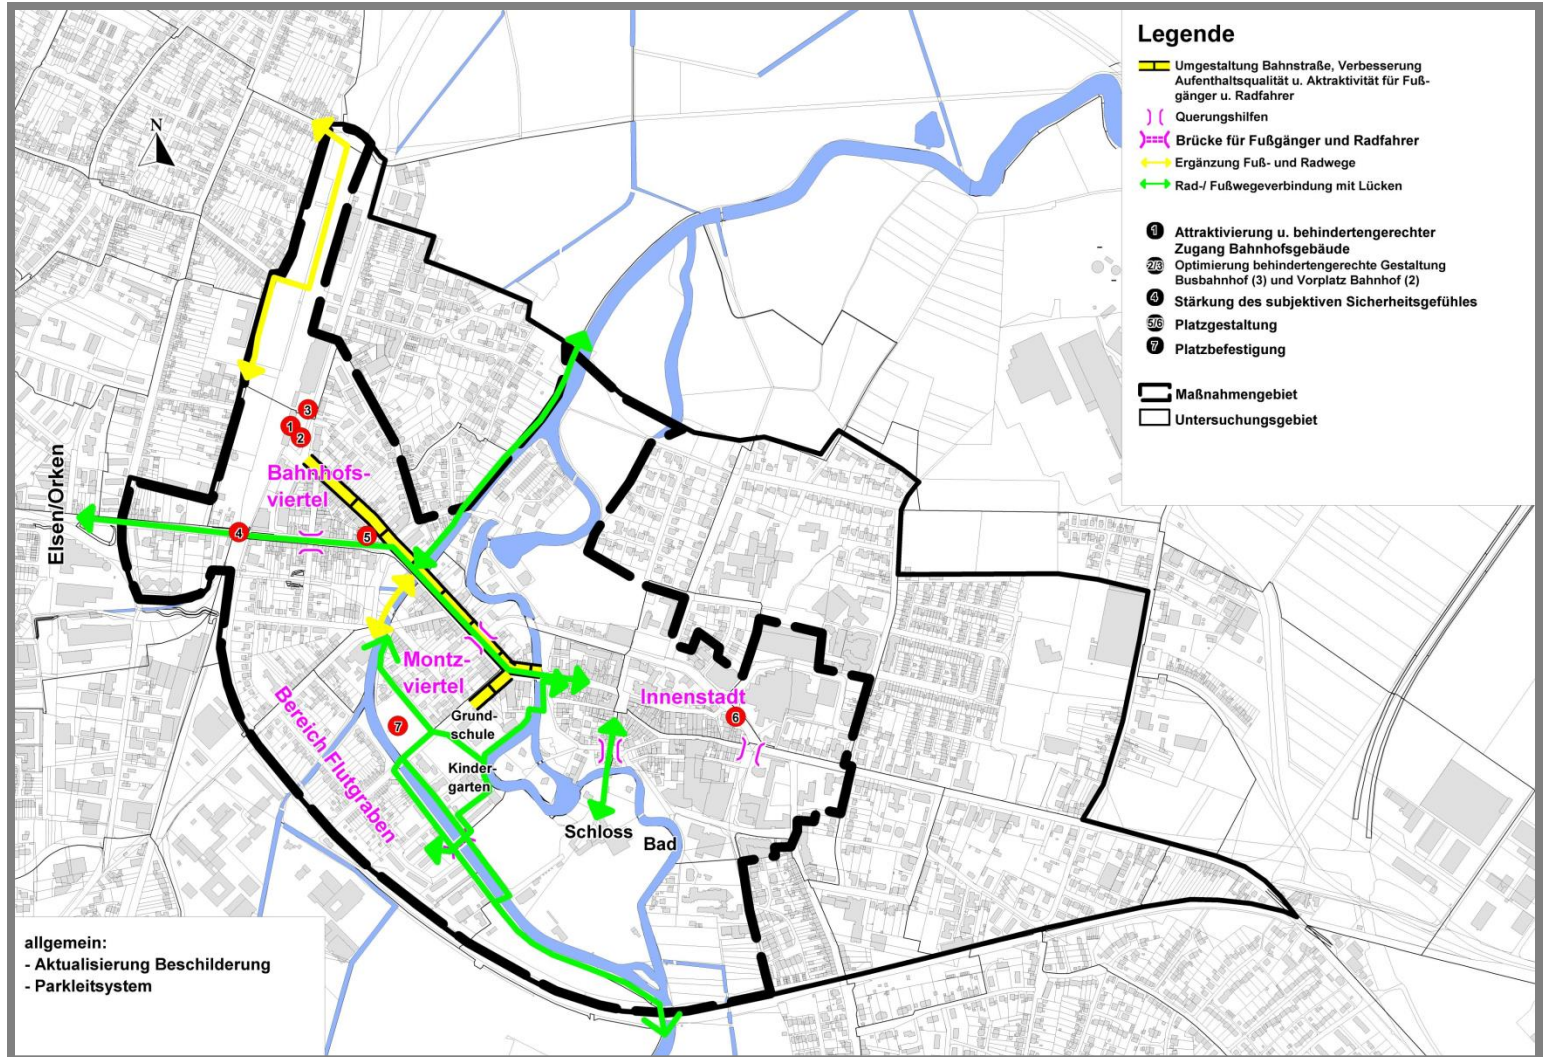 Legende
Umgestaltung Bahnstraße, Verbesserung
Aufenthaltsqualität u. Aktraktivität für Fuß-
gänger u. Radfahrer
Querungshilfen
Brücke für Fußgänger und Radfahrer
Ergänzung Fuß- und Radwege
Rad-/ Fußwegeverbindung mit Lücken
1 Attraktivierung u. behindertengerechter
Zugang Bahnhofsgebäude
2/3 Optimierung behindertengerechte Gestaltung
Busbahnhof (3) und Vorplatz Bahnhof (2)
4 Stärkung des subjektiven Sicherheitsgefühles
5/6 Platzgestaltung
7 Platzbefestigung
Maßnahmengebiet
Untersuchungsgebiet
N
3
1
2
Bahnhofs-
viertel
Elsen/Orken
4
5
Montz-
viertel
Bereich Flutgraben
7
Grund-
schule
Kinder-
garten
Innenstadt
6
Schloss
Bad
allgemein:
- Aktualisierung Beschilderung
- Parkleitsystem